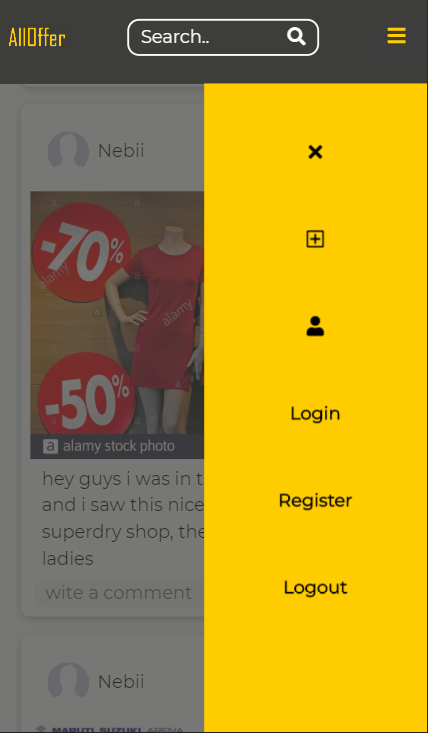 AllOffer
Search..
Nebii
-70%
alamy
alamy
a
a
a
-50%
a alamy stock photo
hey guys i was in t
and i saw this nice
superdry shop, the
ladies
wite a comment
Login
Register
Logout
Nebii
MARUTI SUZUKI ARENA